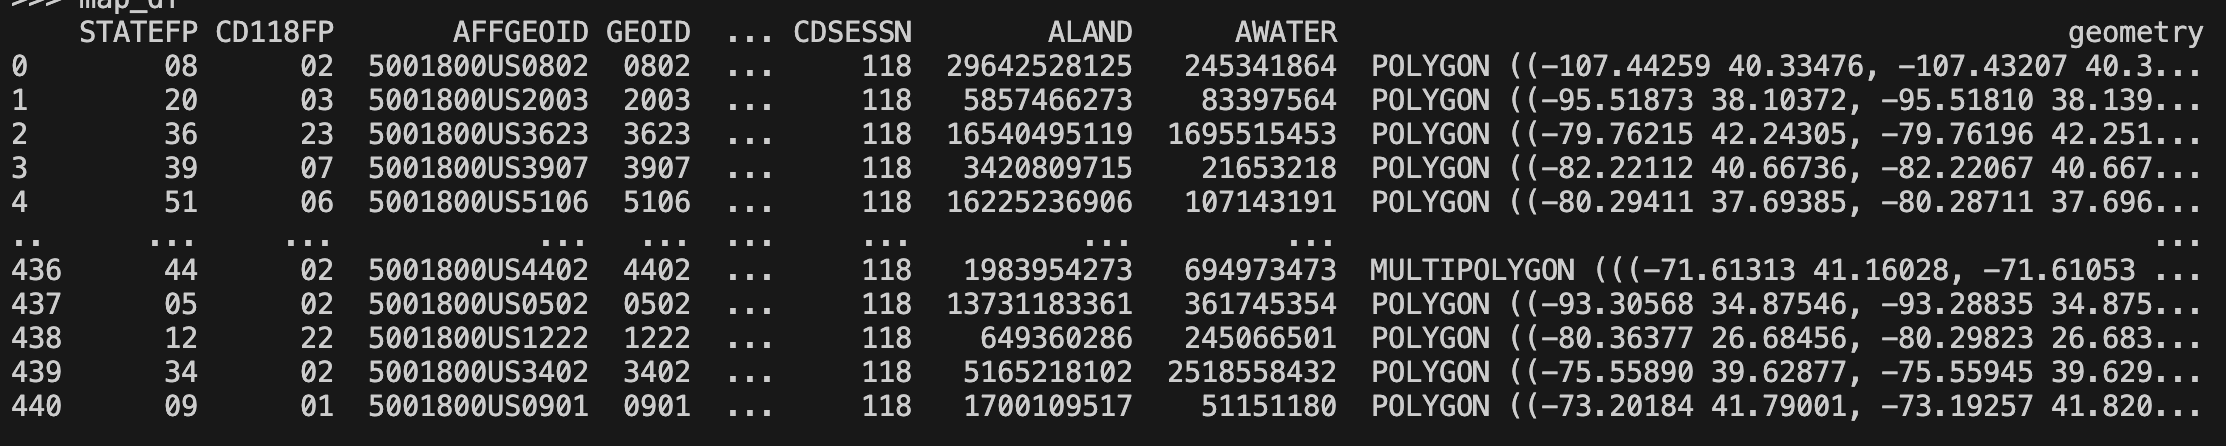 >>> map_df
STATEFP CD118FP AFFGEOID GEOID ... CDSESSN ALAND AWATER geometry
0 08 02 5001800US0802 0802 ... 118 29642528125 245341864 POLYGON ((-107.44259 40.33476, -107.43207 40.3...
1 20 03 5001800US2003 2003 ... 118 5857466273 83397564 POLYGON ((-95.51873 38.10372, -95.51810 38.139...
2 36 23 5001800US3623 3623 ... 118 16540495119 1695515453 POLYGON ((-79.76215 42.24305, -79.76196 42.251...
3 39 07 5001800US3907 3907 ... 118 3420809715 21653218 POLYGON ((-82.22112 40.66736, -82.22067 40.667...
4 51 06 5001800US5106 5106 ... 118 16225236906 107143191 POLYGON ((-80.29411 37.69385, -80.28711 37.696...
.. ... ... ... ... ... ... ... ... ...
436 44 02 5001800US4402 4402 ... 118 1983954273 694973473 MULTIPOLYGON (((-71.61313 41.16028, -71.61053 ...
437 05 02 5001800US0502 0502 ... 118 13731183361 361745354 POLYGON ((-93.30568 34.87546, -93.28835 34.875...
438 12 22 5001800US1222 1222 ... 118 649360286 245066501 POLYGON ((-80.36377 26.68456, -80.29823 26.683...
439 34 02 5001800US3402 3402 ... 118 5165218102 2518558432 POLYGON ((-75.55890 39.62877, -75.55945 39.629...
440 09 01 5001800US0901 0901 ... 118 1700109517 51151180 POLYGON ((-73.20184 41.79001, -73.19257 41.820...